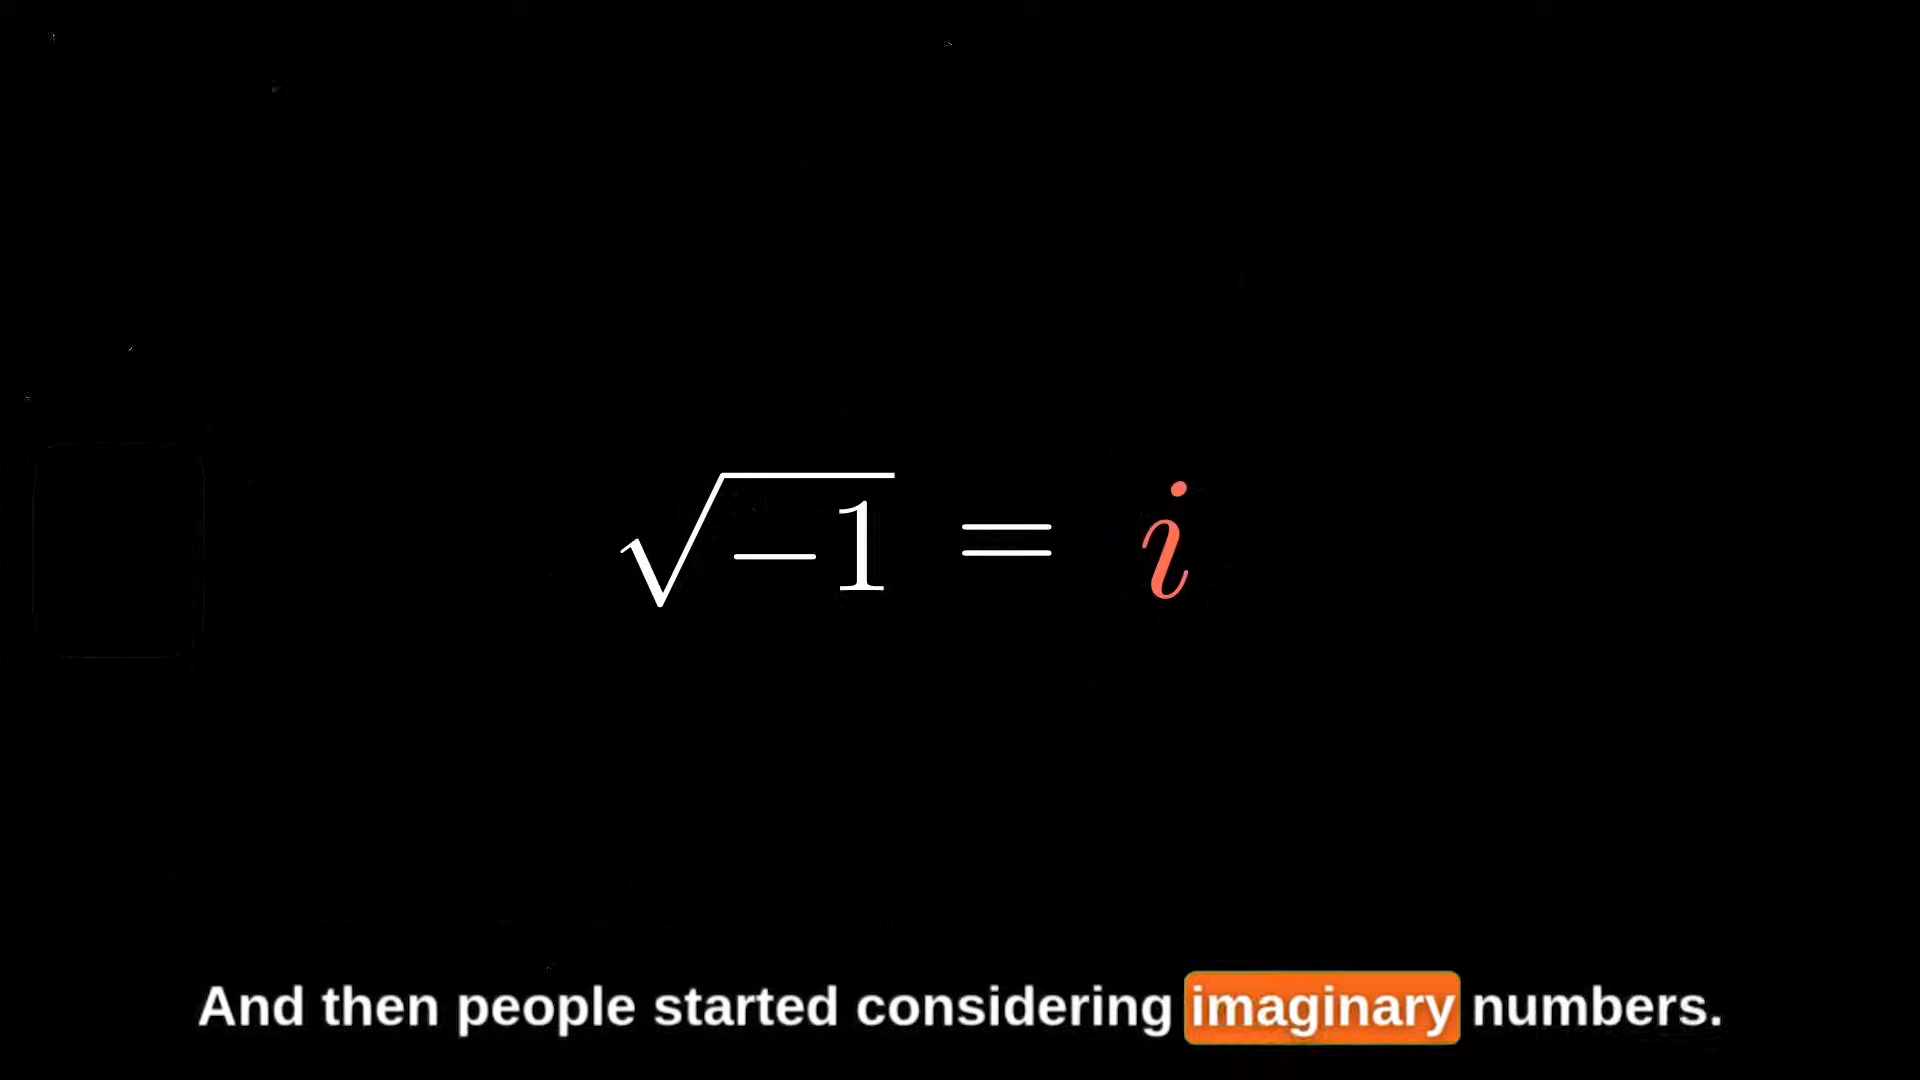 √−1 = i
And then people started considering imaginary numbers.